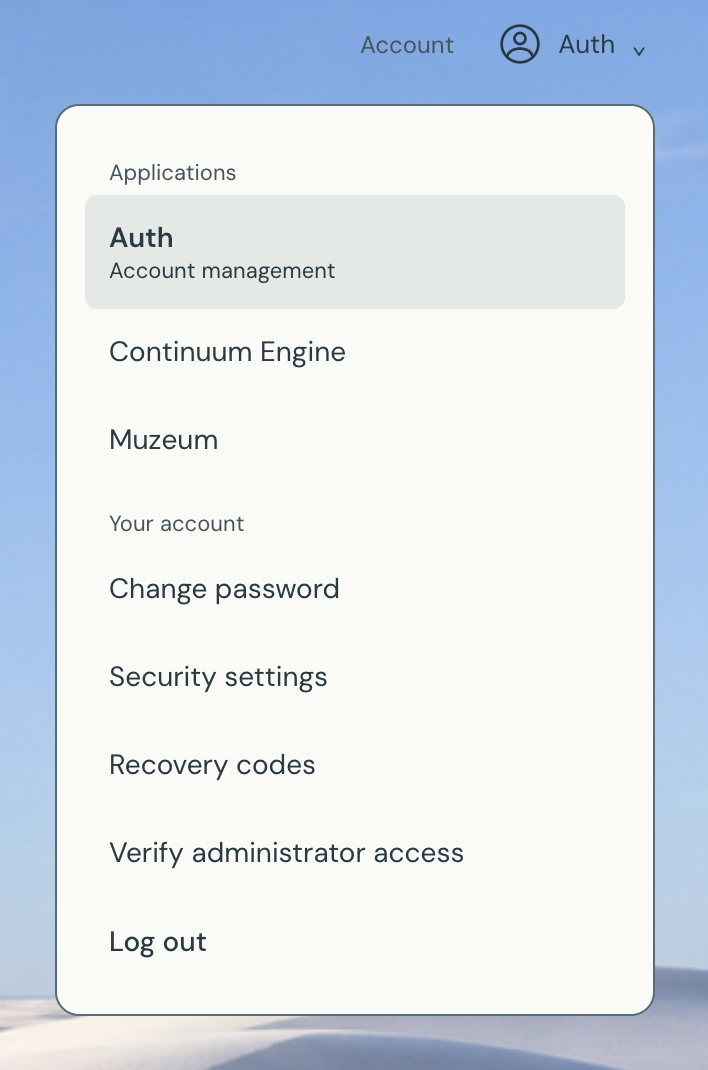 Account
Auth
Applications
Auth
Account management
Continuum Engine
Muzeum
Your account
Change password
Security settings
Recovery codes
Verify administrator access
Log out